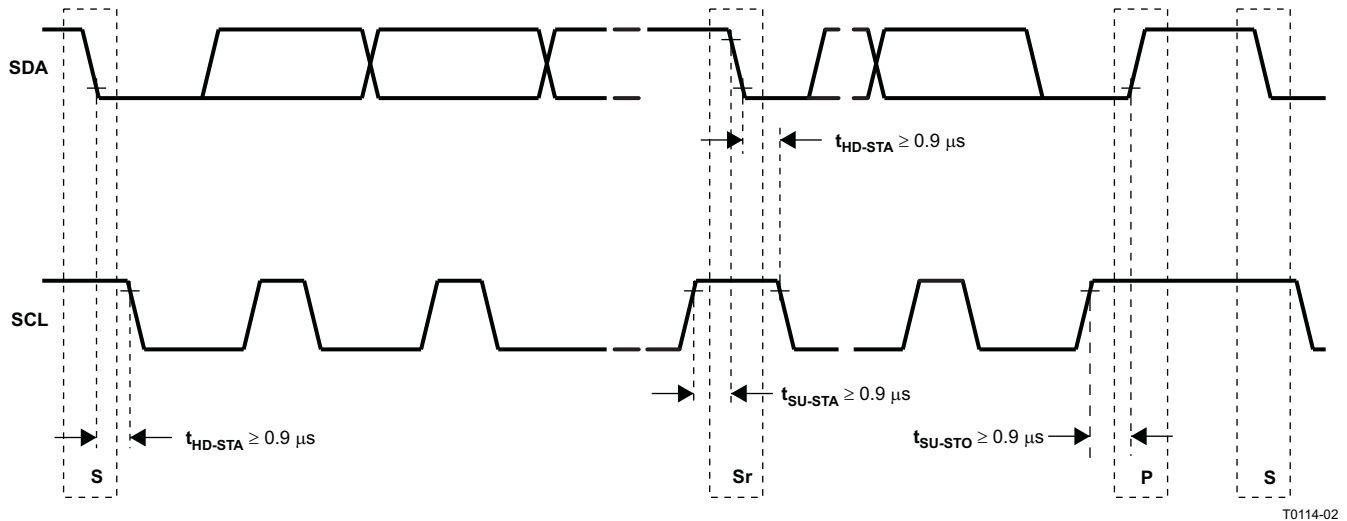 SDA
t_HD-STA ≥ 0.9 μs
SCL
t_SU-STA ≥ 0.9 μs
t_HD-STA ≥ 0.9 μs
t_SU-STO ≥ 0.9 μs
S
Sr
P
S
T0114-02